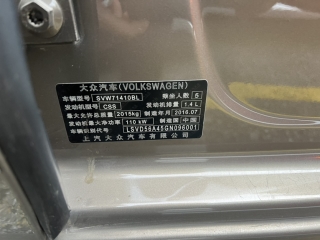 大众汽车(VOLKSWAGEN)
车辆型号 SVW71410BL 乘坐人数 5
发动机型号 CSS 发动机排量 1.4 L
最大允许总质量 2015kg 制造年月 2016.07
发动机最大净功率 110 kW 制造国 中国
车辆识别代号 LSVD56A45GN096001
上汽大众汽车有限公司